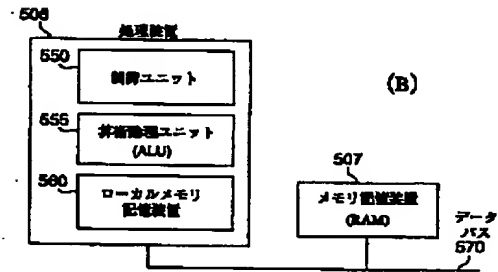 506
処理装置
550
制御ユニット
(B)
555
算術論理ユニット
(ALU)
507
560
ローカルメモリ
記憶装置
メモリ記憶装置
(RAM)
データ
バス
570